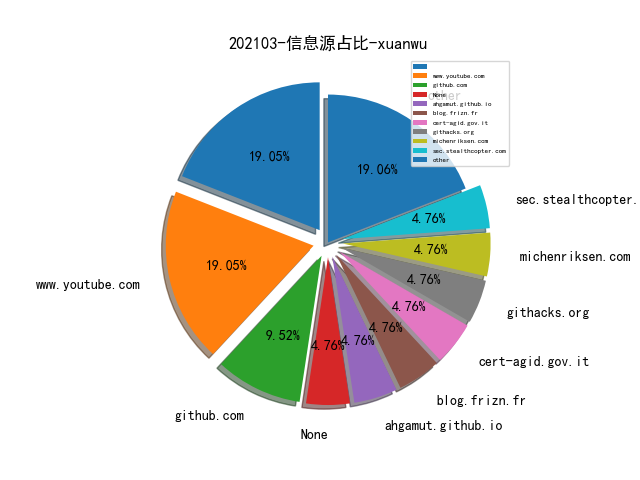 202103-信息源占比-xuanwu
www.youtube.com
github.com
None
ahgamut.github.io
blog.frizn.fr
cert-agid.gov.it
githacks.org
michenriksen.com
sec.stealthcopter.com
other
other
19.05%
19.06%
sec.stealthcopter.
4.76%
4.76%
michenriksen.com
19.05%
www.youtube.com
4.76%
githacks.org
4.76%
4.76%
9.52%
4.76%
4.76%
cert-agid.gov.it
blog.frizn.fr
github.com
ahgamut.github.io
None